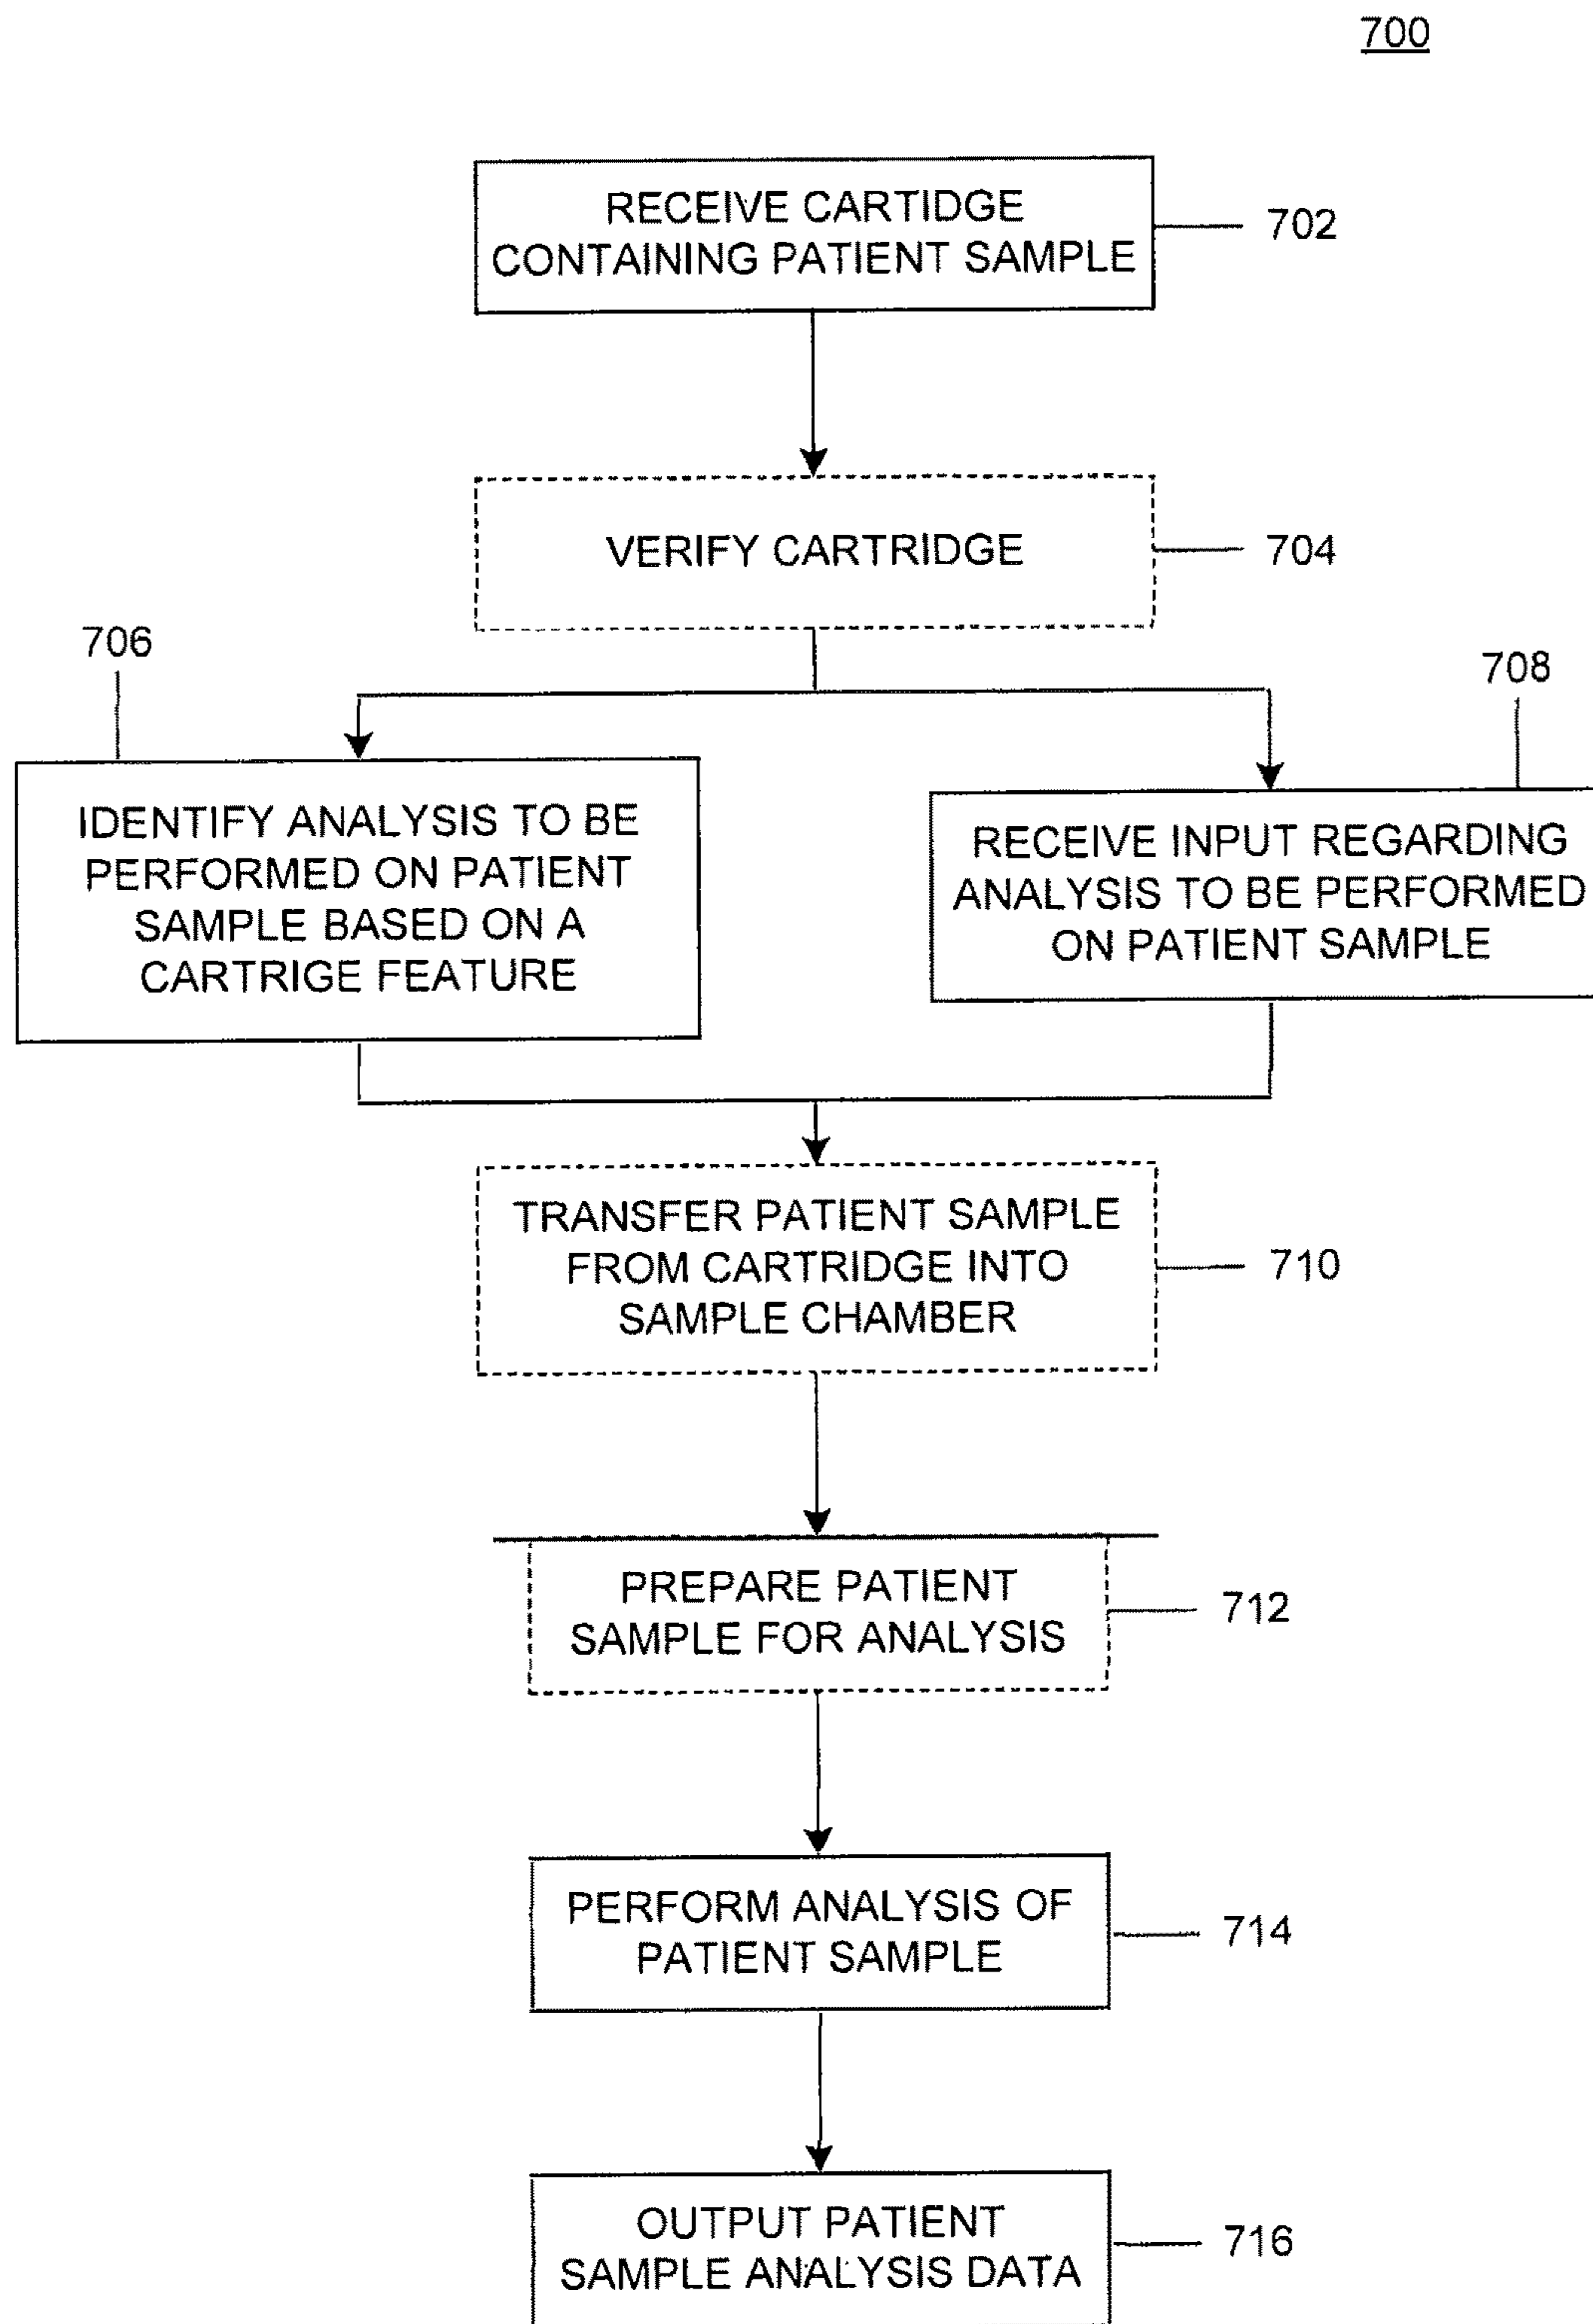 700
RECEIVE CARTIDGE
CONTAINING PATIENT SAMPLE
702
VERIFY CARTRIDGE
704
706
708
IDENTIFY ANALYSIS TO BE
PERFORMED ON PATIENT
SAMPLE BASED ON A
CARTRIGE FEATURE
RECEIVE INPUT REGARDING
ANALYSIS TO BE PERFORMED
ON PATIENT SAMPLE
TRANSFER PATIENT SAMPLE
FROM CARTRIDGE INTO
SAMPLE CHAMBER
710
PREPARE PATIENT
SAMPLE FOR ANALYSIS
712
PERFORM ANALYSIS OF
PATIENT SAMPLE
714
OUTPUT PATIENT
SAMPLE ANALYSIS DATA
716